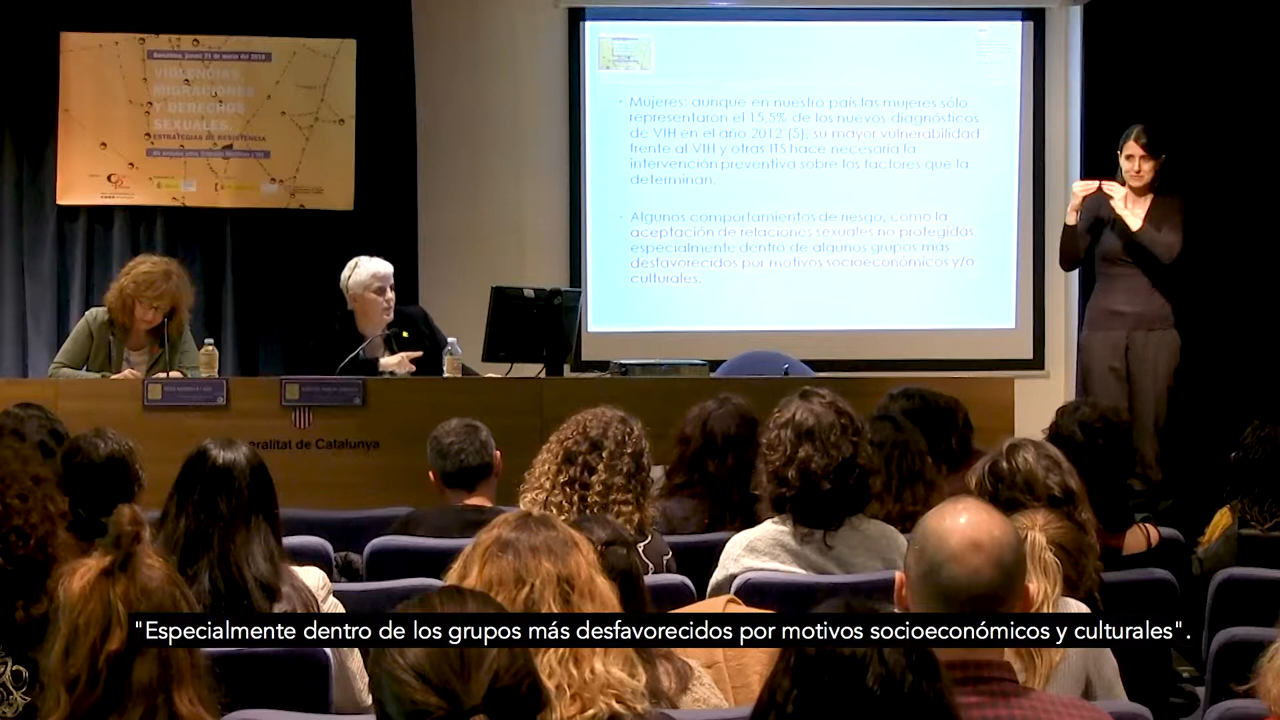 Barcelona, jueves 21 de marzo del 2019
VIOLENCIAS,
MIGRACIONES
Y DERECHOS
SEXUALES.
ESTRATEGIAS DE RESISTENCIA
· Mujeres: aunque en nuestro país las mujeres sólo
representaron el 15,5% de los nuevos diagnósticos
de VIH en el año 2012 (5), su mayor vulnerabilidad
frente al VIH y otras ITS hace necesaria la
intervención preventiva sobre los factores que la
determinan.
· Algunos comportamientos de riesgo, como la
aceptación de relaciones sexuales no protegidas
especialmente dentro de algunos grupos más
desfavorecidos por motivos socioeconómicos y/o
culturales.
eralitat de Catalunya
"Especialmente dentro de los grupos más desfavorecidos por motivos socioeconómicos y culturales".